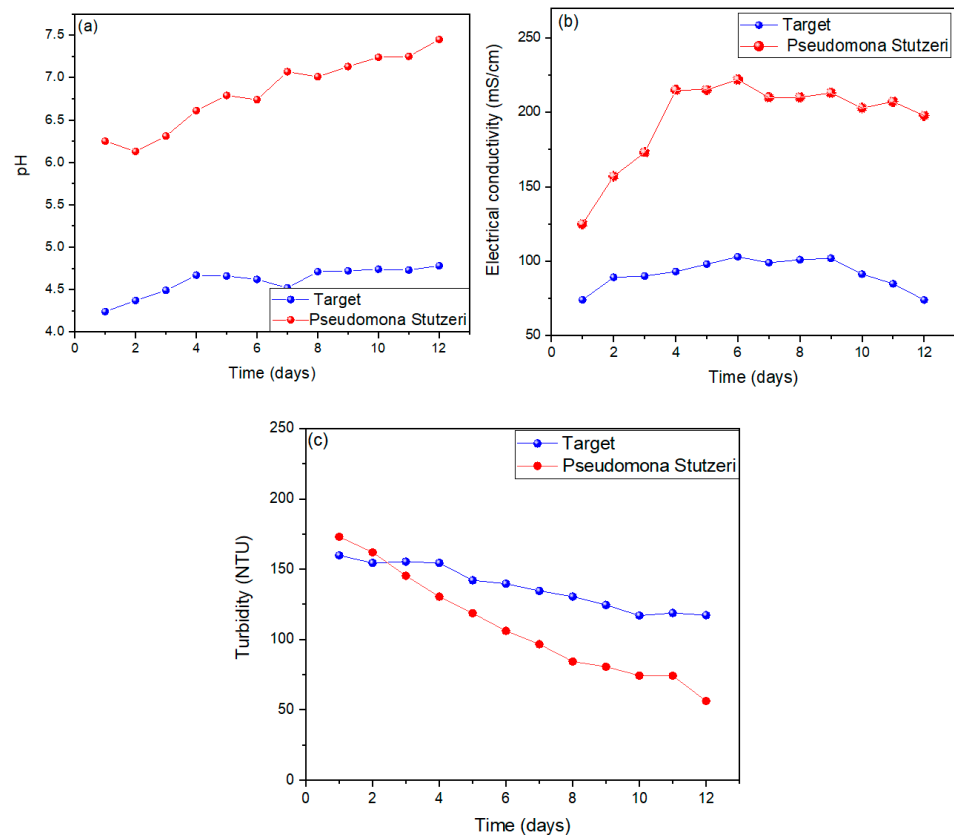 (a)
7.5
7.0
6.5
6.0
5.5
5.0
4.5
4.0
pH
Target
Pseudomona Stutzeri
0 2 4 6 8 10 12
Time (days)
(b)
250
200
150
100
50
Electrical conductivity (mS/cm)
Target
Pseudomona Stutzeri
0 2 4 6 8 10 12
Time (days)
(c)
250
200
150
100
50
0
Turbidity (NTU)
Target
Pseudomona Stutzeri
0 2 4 6 8 10 12
Time (days)